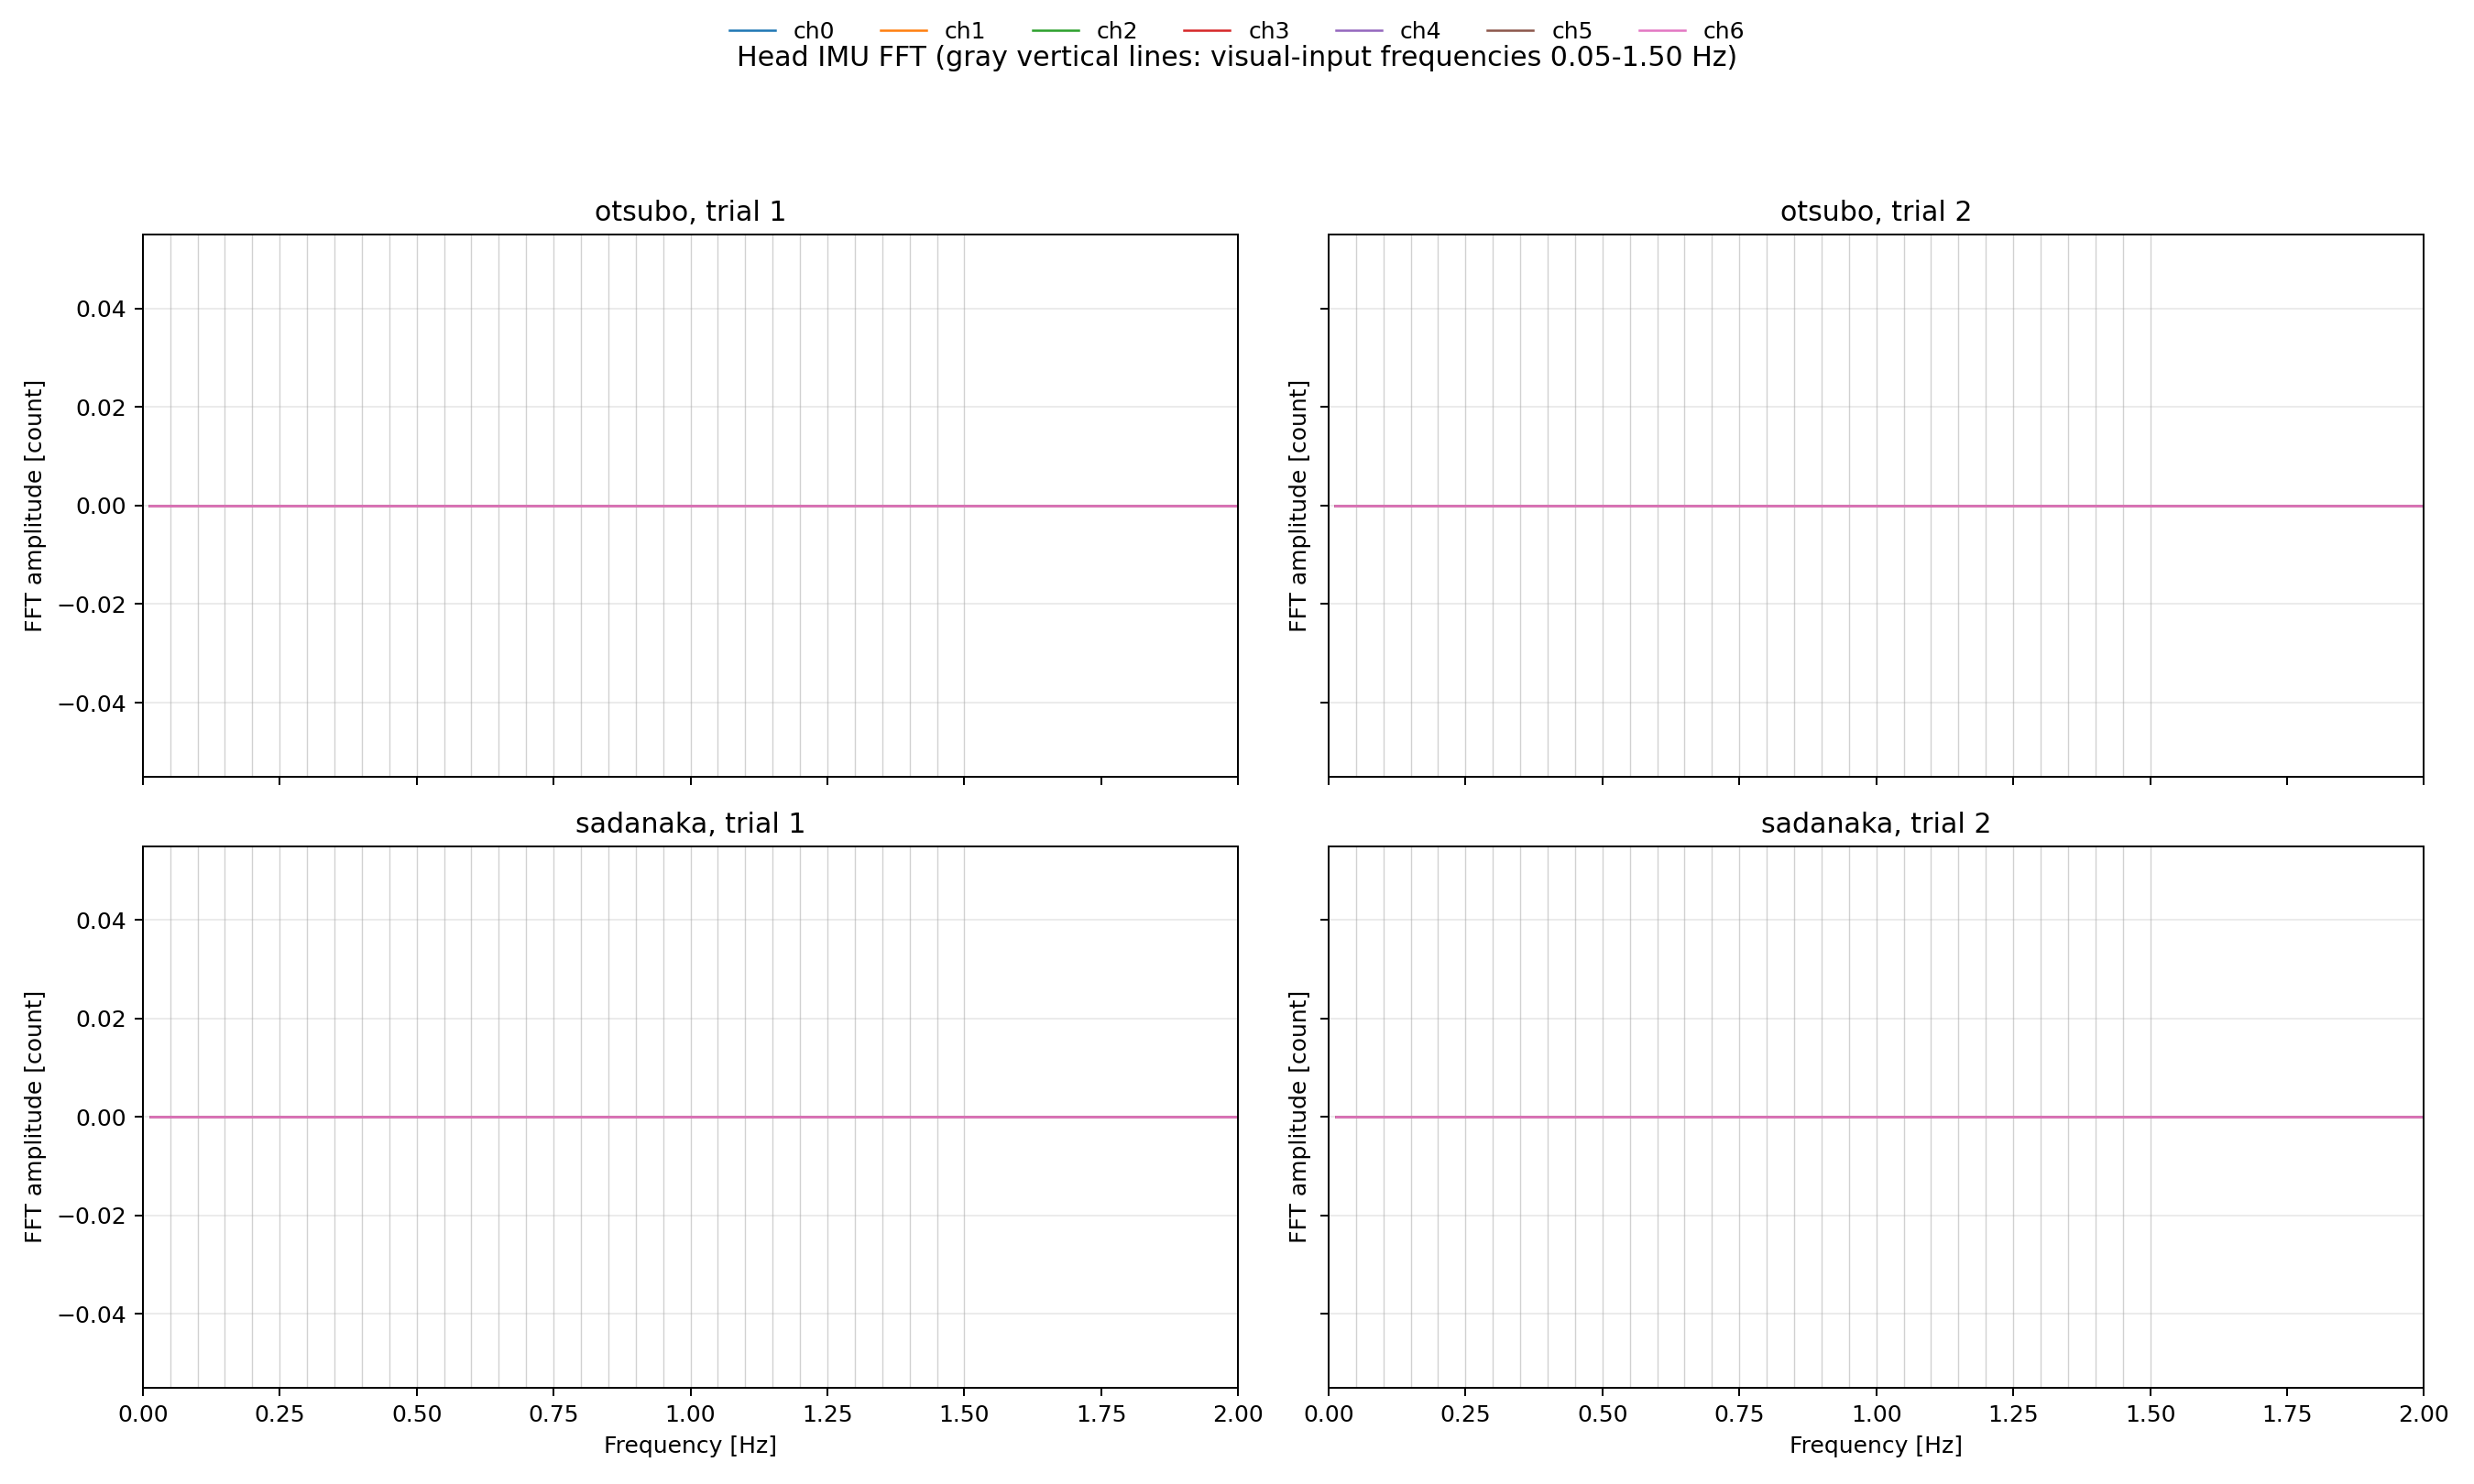 ch0 ch1 ch2 ch3 ch4 ch5 ch6
Head IMU FFT (gray vertical lines: visual-input frequencies 0.05-1.50 Hz)
otsubo, trial 1
FFT amplitude [count]
0.04
0.02
0.00
−0.02
−0.04
otsubo, trial 2
FFT amplitude [count]
sadanaka, trial 1
FFT amplitude [count]
0.04
0.02
0.00
−0.02
−0.04
0.00 0.25 0.50 0.75 1.00 1.25 1.50 1.75 2.00
Frequency [Hz]
sadanaka, trial 2
FFT amplitude [count]
0.00 0.25 0.50 0.75 1.00 1.25 1.50 1.75 2.00
Frequency [Hz]